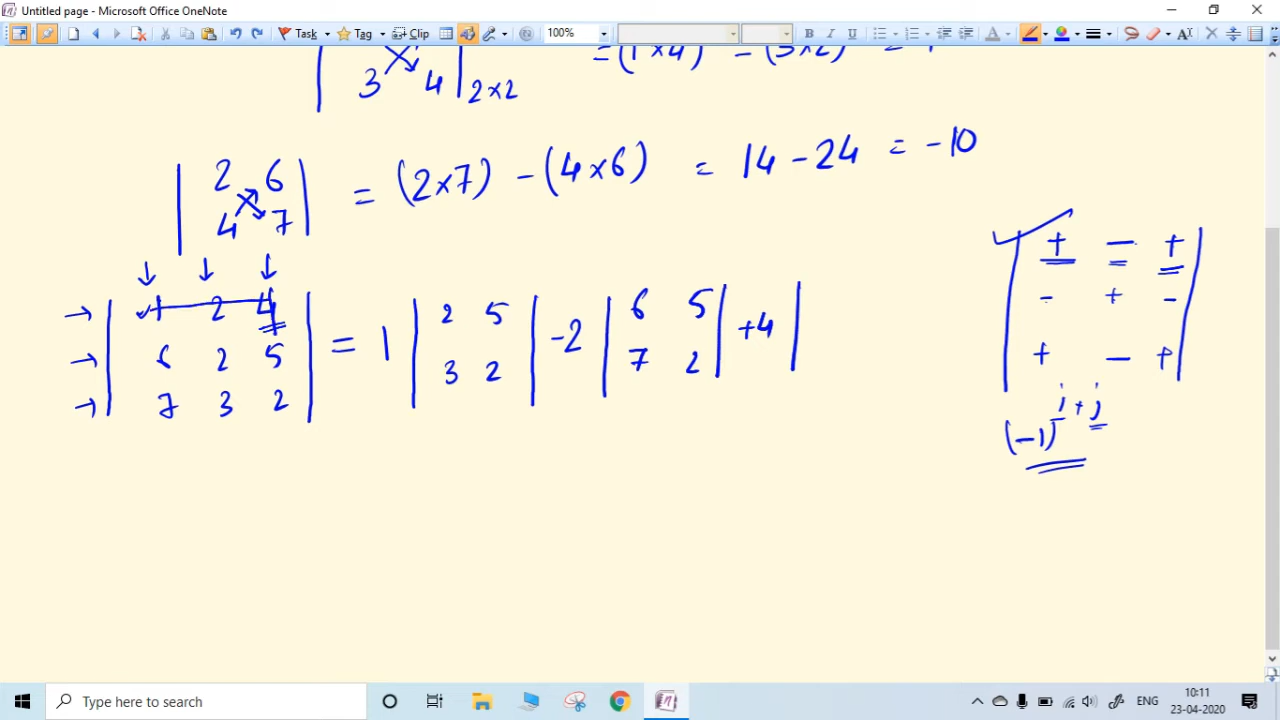 Untitled page - Microsoft Office OneNote
Task Tag Clip 100% B I U
= (1×4) - (3×2) =
3 4 2×2
2 6 = (2×7) - (4×6) = 14 - 24 = -10
4 7
+ - +
- + -
+ - +
1 2 4
6 2 5 = 1 | 2 5 | -2 | 6 5 | +4 |
7 3 2 | 3 2 | | 7 2 |
(-1)^i+j
Type here to search
ENG
10:11
23-04-2020